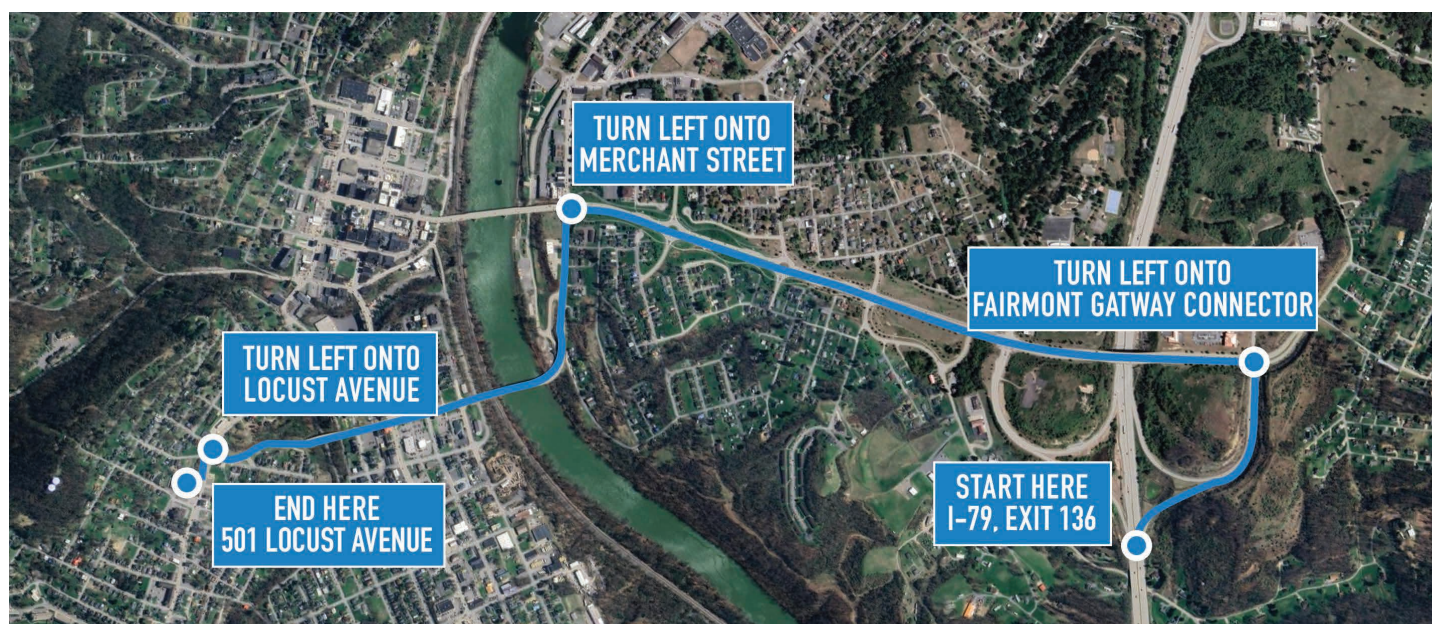 TURN LEFT ONTO
MERCHANT STREET
TURN LEFT ONTO
FAIRMONT GATWAY CONNECTOR
TURN LEFT ONTO
LOCUST AVENUE
START HERE
I-79, EXIT 136
END HERE
501 LOCUST AVENUE